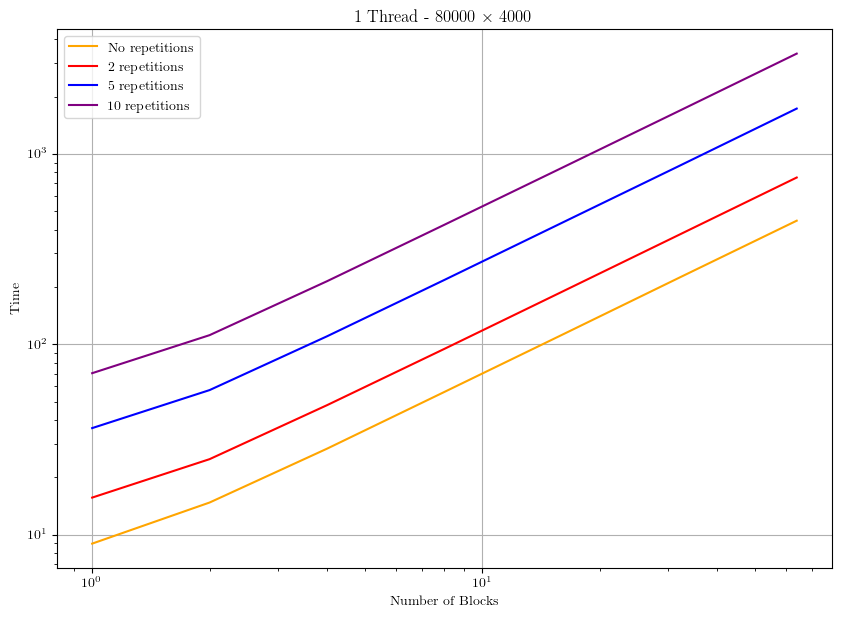 1 Thread - 80000 × 4000
No repetitions
2 repetitions
5 repetitions
10 repetitions
10³
10²
10¹
Time
10⁰
10¹
Number of Blocks